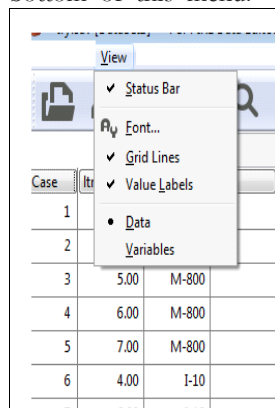 bottom of this menu.
View
Status Bar
Font...
Grid Lines
Value Labels
Data
Variables
Case
1
2
3 5.00 M-800
4 6.00 M-800
5 7.00 M-800
6 4.00 I-10